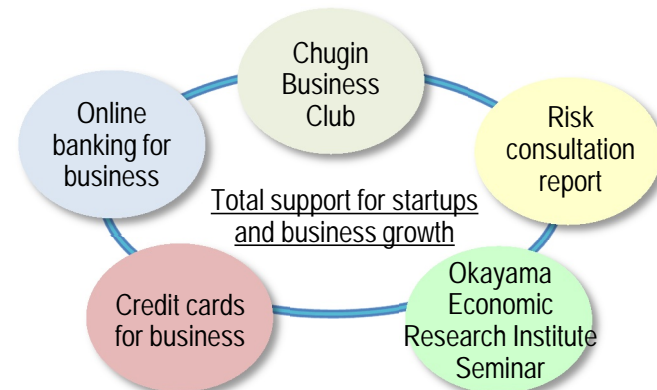 Chugin
Business
Club
Online
banking for
business
Risk
consultation
report
Total support for startups
and business growth
Credit cards
for business
Okayama
Economic
Research Institute
Seminar